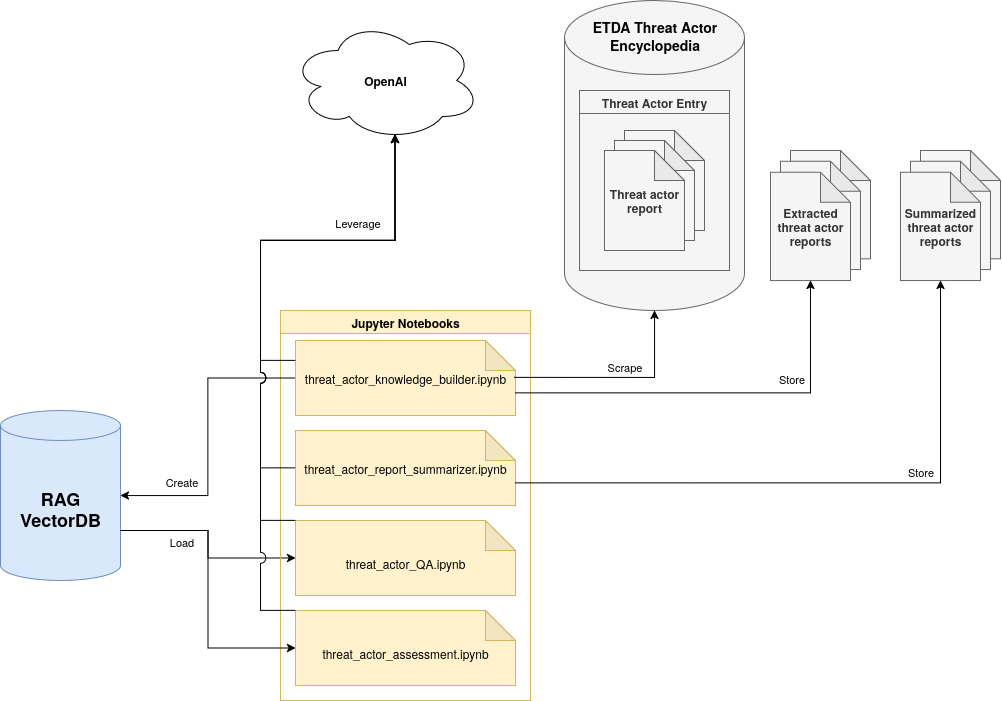 OpenAI
ETDA Threat Actor
Encyclopedia
Threat Actor Entry
Threat actor
report
Extracted
threat actor
reports
Summarized
threat actor
reports
Leverage
Jupyter Notebooks
threat_actor_knowledge_builder.ipynb
Scrape
Store
threat_actor_report_summarizer.ipynb
Store
Create
RAG
VectorDB
Load
threat_actor_QA.ipynb
threat_actor_assessment.ipynb